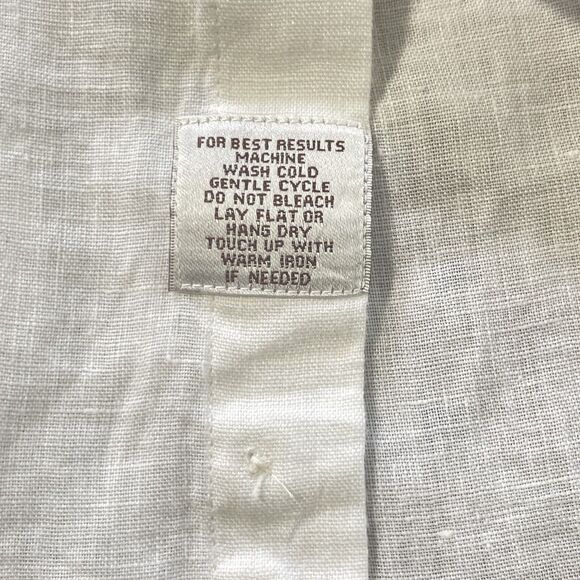 FOR BEST RESULTS
MACHINE
WASH COLD
GENTLE CYCLE
DO NOT BLEACH
LAY FLAT OR
HANG DRY
TOUCH UP WITH
WARM IRON
IF NEEDED